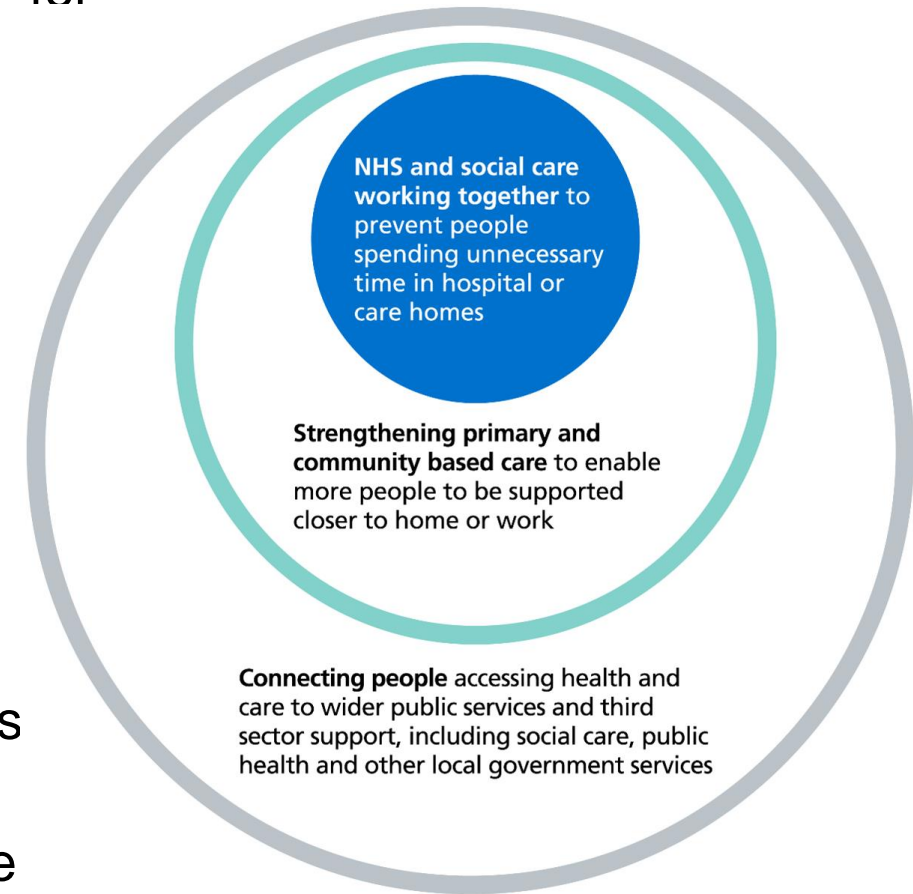 NHS and social care
working together to
prevent people
spending unnecessary
time in hospital or
care homes
Strengthening primary and
community based care to enable
more people to be supported
closer to home or work
Connecting people accessing health and
care to wider public services and third
sector support, including social care, public
health and other local government services